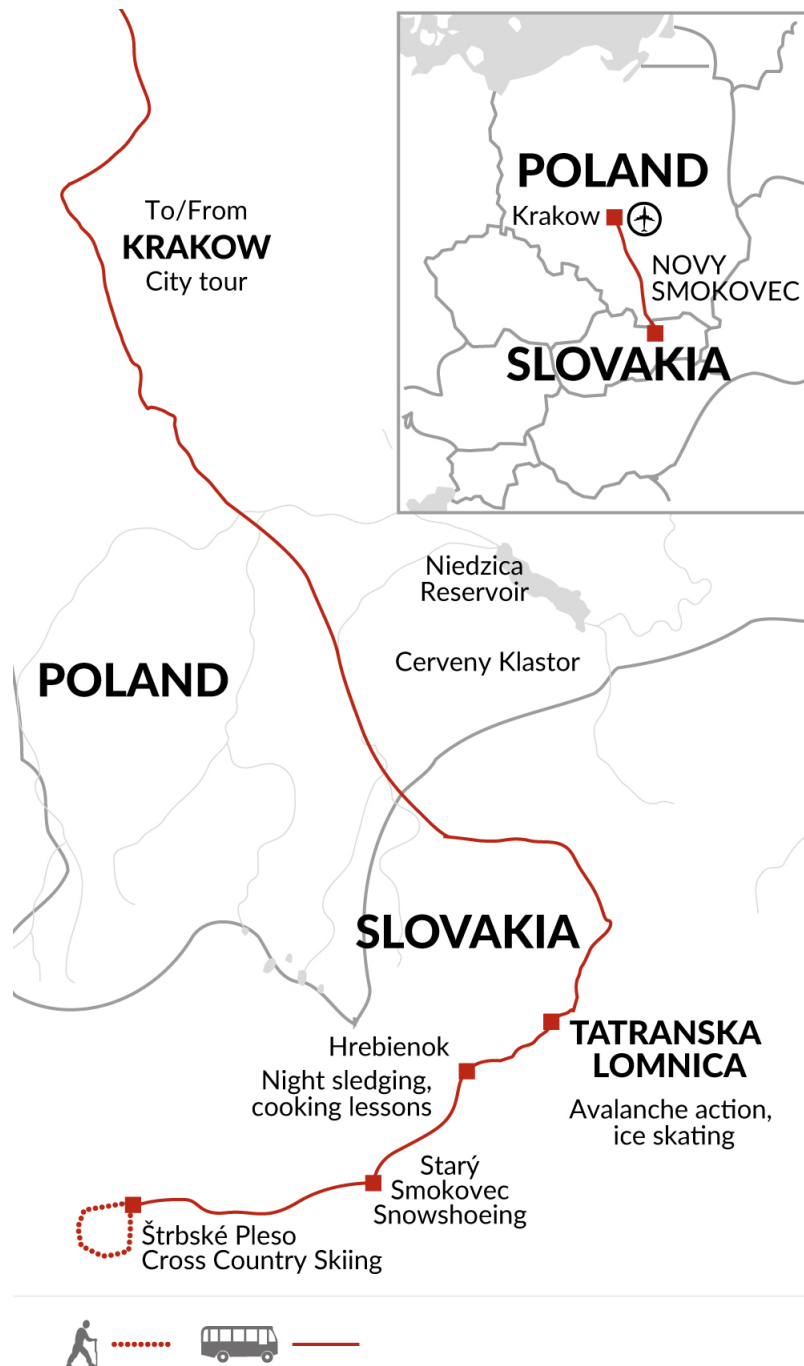 To/From
KRAKOW
City tour
POLAND
Krakow
NOVY
SMOKOVEC
SLOVAKIA
Niedzica
Reservoir
Cerveny Klastor
POLAND
SLOVAKIA
TATRANSKA
LOMNICA
Avalanche action,
ice skating
Hrebienok
Night sledging,
cooking lessons
Starý
Smokovec
Snowshoeing
Štrbské Pleso
Cross Country Skiing